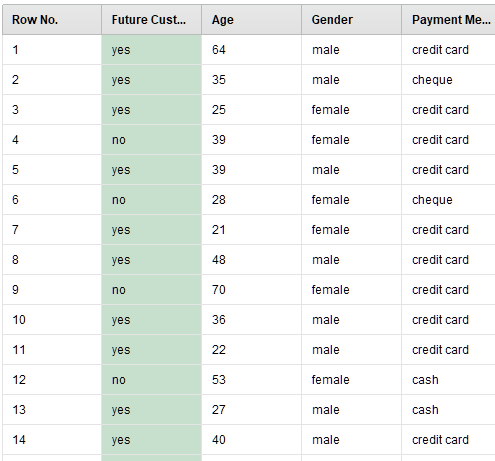 Row No. Future Cust... Age Gender Payment Me...
1 yes 64 male credit card
2 yes 35 male cheque
3 yes 25 female credit card
4 no 39 female credit card
5 yes 39 male credit card
6 no 28 female cheque
7 yes 21 female credit card
8 yes 48 male credit card
9 no 70 female credit card
10 yes 36 male credit card
11 yes 22 male credit card
12 no 53 female cash
13 yes 27 male cash
14 yes 40 male credit card